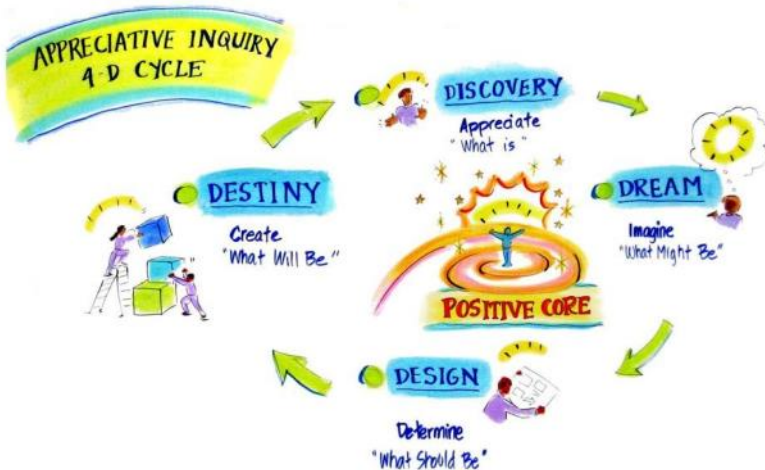 APPRECIATIVE INQUIRY
4-D CYCLE
DISCOVERY
Appreciate
"What is"
DREAM
Imagine
"What Might Be"
DESIGN
Determine
"What Should Be"
DESTINY
Create
"What Will Be"
POSITIVE CORE